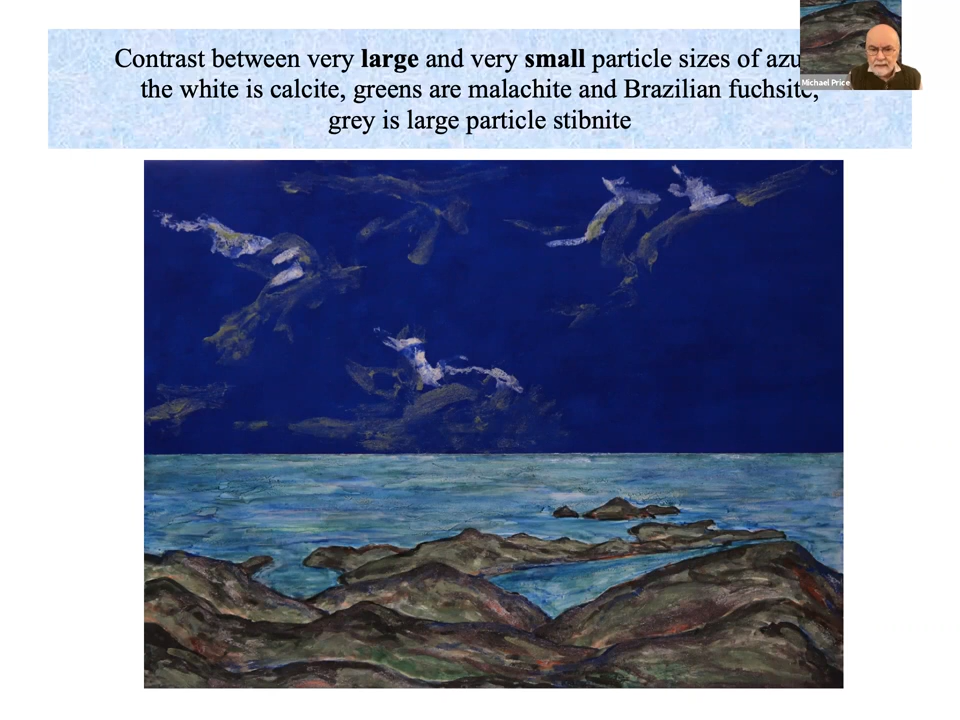 Contrast between very large and very small particle sizes of
the white is calcite, greens are malachite and Brazilian fuchsite,
grey is large particle stibnite
Michael Price